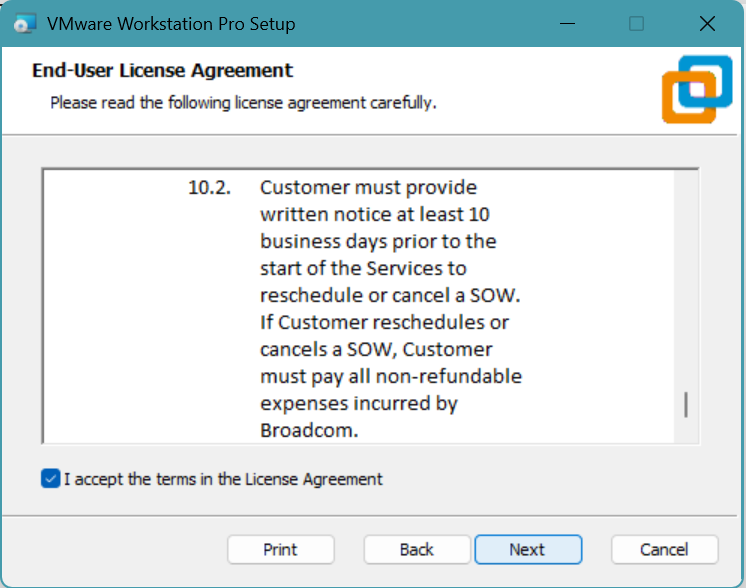 VMware Workstation Pro Setup
End-User License Agreement
Please read the following license agreement carefully.
10.2. Customer must provide
written notice at least 10
business days prior to the
start of the Services to
reschedule or cancel a SOW.
If Customer reschedules or
cancels a SOW, Customer
must pay all non-refundable
expenses incurred by
Broadcom.
I accept the terms in the License Agreement
Print Back Next Cancel